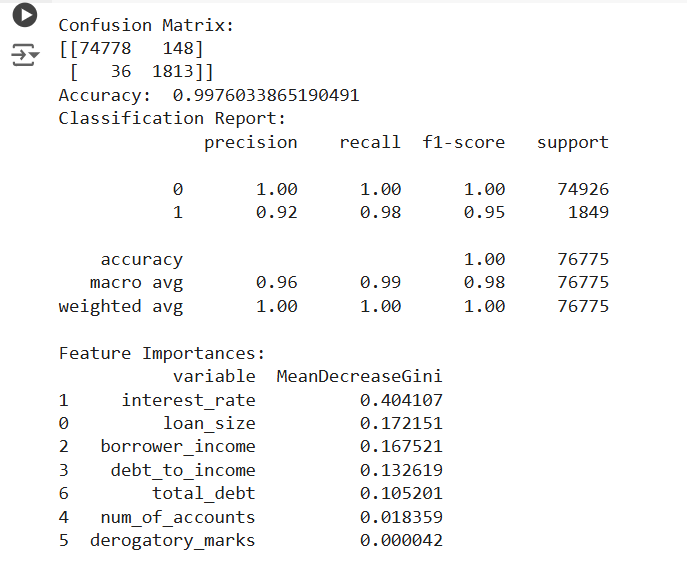 Confusion Matrix:
[[74778   148]
 [   36  1813]]
Accuracy:  0.9976033865190491
Classification Report:
              precision    recall  f1-score   support

           0       1.00      1.00      1.00     74926
           1       0.92      0.98      0.95      1849

    accuracy                           1.00     76775
   macro avg       0.96      0.99      0.98     76775
weighted avg       1.00      1.00      1.00     76775

Feature Importances:
           variable  MeanDecreaseGini
1     interest_rate          0.404107
0         loan_size          0.172151
2   borrower_income          0.167521
3    debt_to_income          0.132619
6        total_debt          0.105201
4   num_of_accounts          0.018359
5  derogatory_marks          0.000042